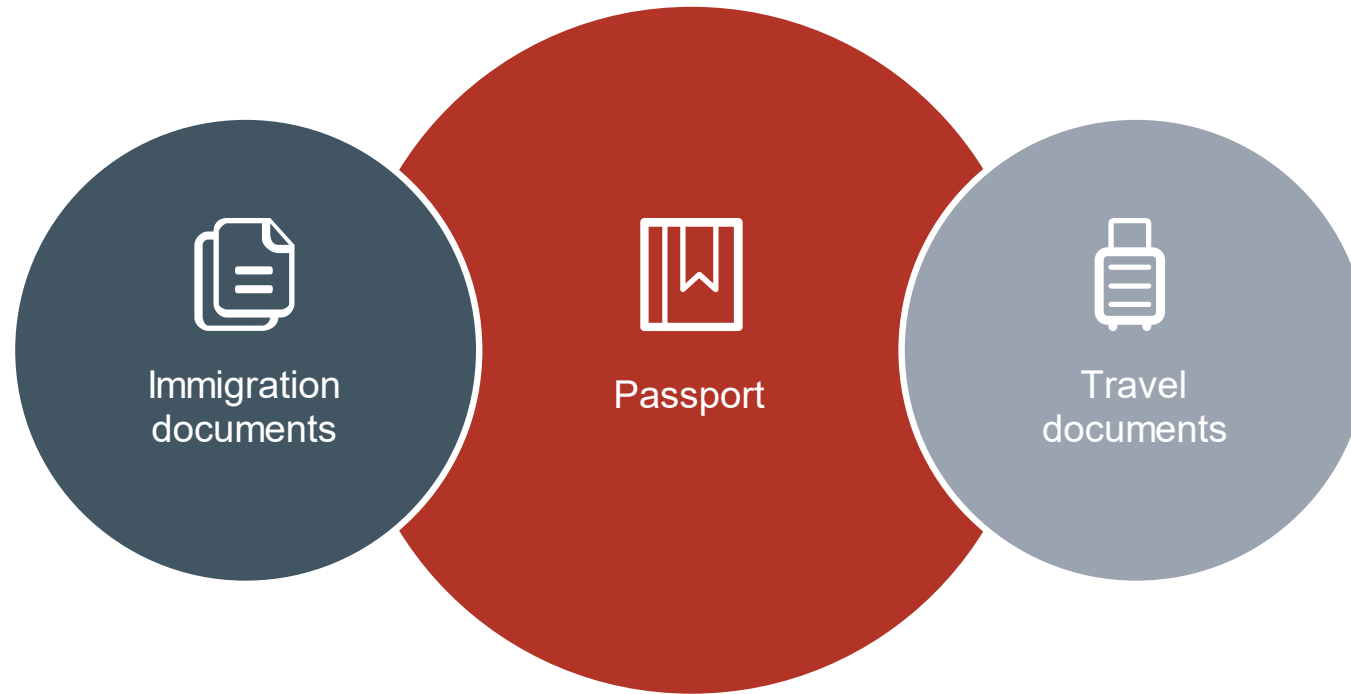 Immigration
documents
Passport
Travel
documents